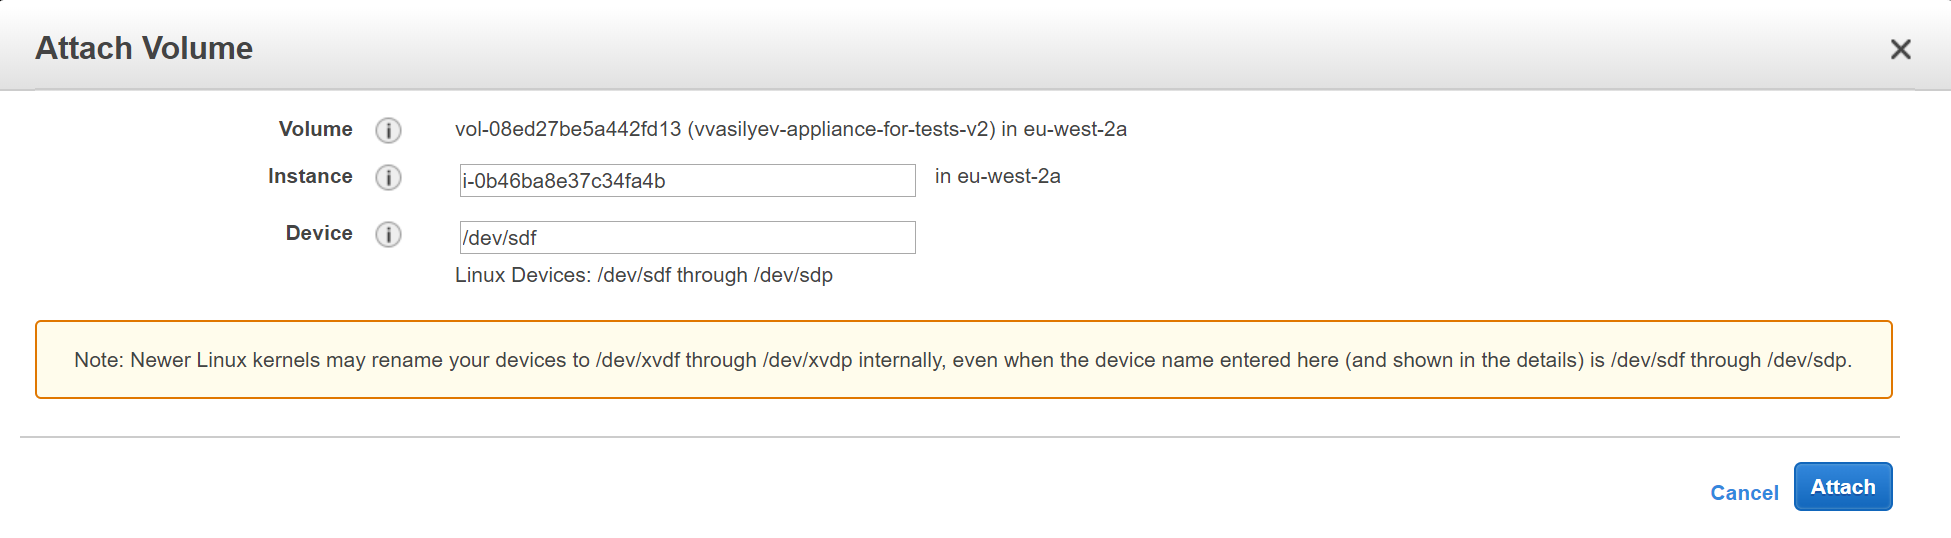 Attach Volume
Volume i vol-08ed27be5a442fd13 (vvasilyev-appliance-for-tests-v2) in eu-west-2a
Instance i i-0b46ba8e37c34fa4b in eu-west-2a
Device i /dev/sdf
Linux Devices: /dev/sdf through /dev/sdp
Note: Newer Linux kernels may rename your devices to /dev/xvdf through /dev/xvdp internally, even when the device name entered here (and shown in the details) is /dev/sdf through /dev/sdp.
Cancel Attach